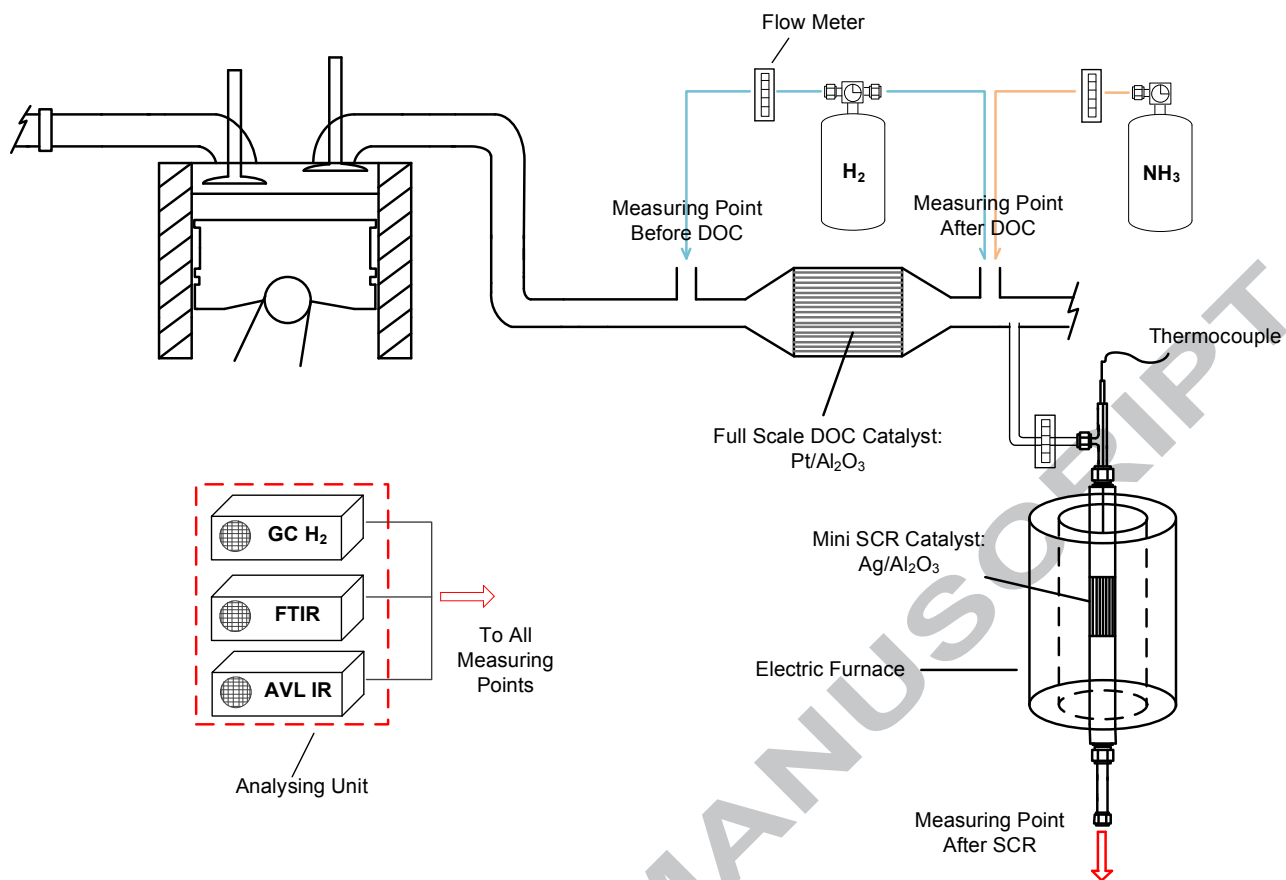 Flow Meter
H2
NH3
Measuring Point
Before DOC
Measuring Point
After DOC
Thermocouple
Full Scale DOC Catalyst:
Pt/Al2O3
GC H2
FTIR
AVL IR
To All
Measuring
Points
Analysing Unit
Mini SCR Catalyst:
Ag/Al2O3
Electric Furnace
Measuring Point
After SCR
MANUSCRIPT